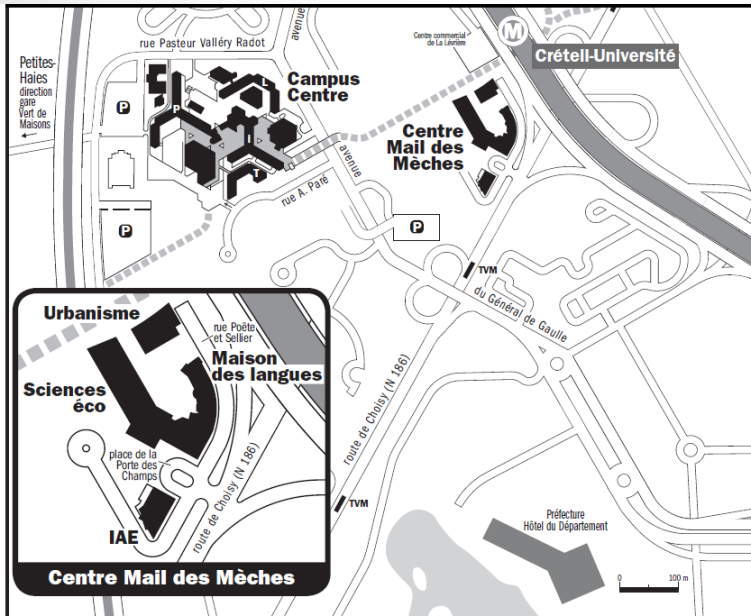 rue Pasteur Valléry Radot
avenue
Centre commercial
de La Lévrière
M
Créteil-Université
Petites-
Haies
direction
gare
Vert de
Maisons
P
P
L
I
T
Campus
Centre
Centre
Mail des
Mèches
avenue
rue A. Paré
P
P
TVM
du Général de Gaulle
route de Choisy (N 186)
TVM
Préfecture
Hôtel du Département
0 100 m
Urbanisme
rue Poëte
et Sellier
Maison
des langues
Sciences
éco
place de la
Porte des
Champs
IAE
route de Choisy (N 186)
Centre Mail des Mèches